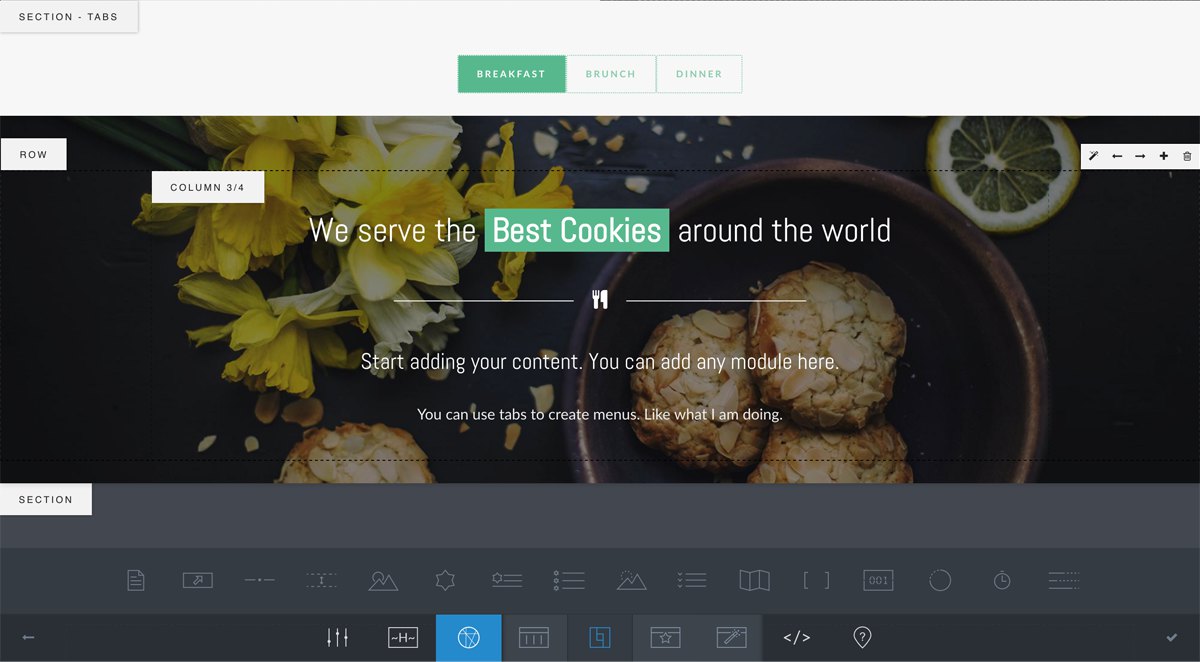 SECTION - TABS
BREAKFAST BRUNCH DINNER
ROW
COLUMN 3/4
We serve the Best Cookies around the world
Start adding your content. You can add any module here.
You can use tabs to create menus. Like what I am doing.
SECTION
001
~H~
</>
?